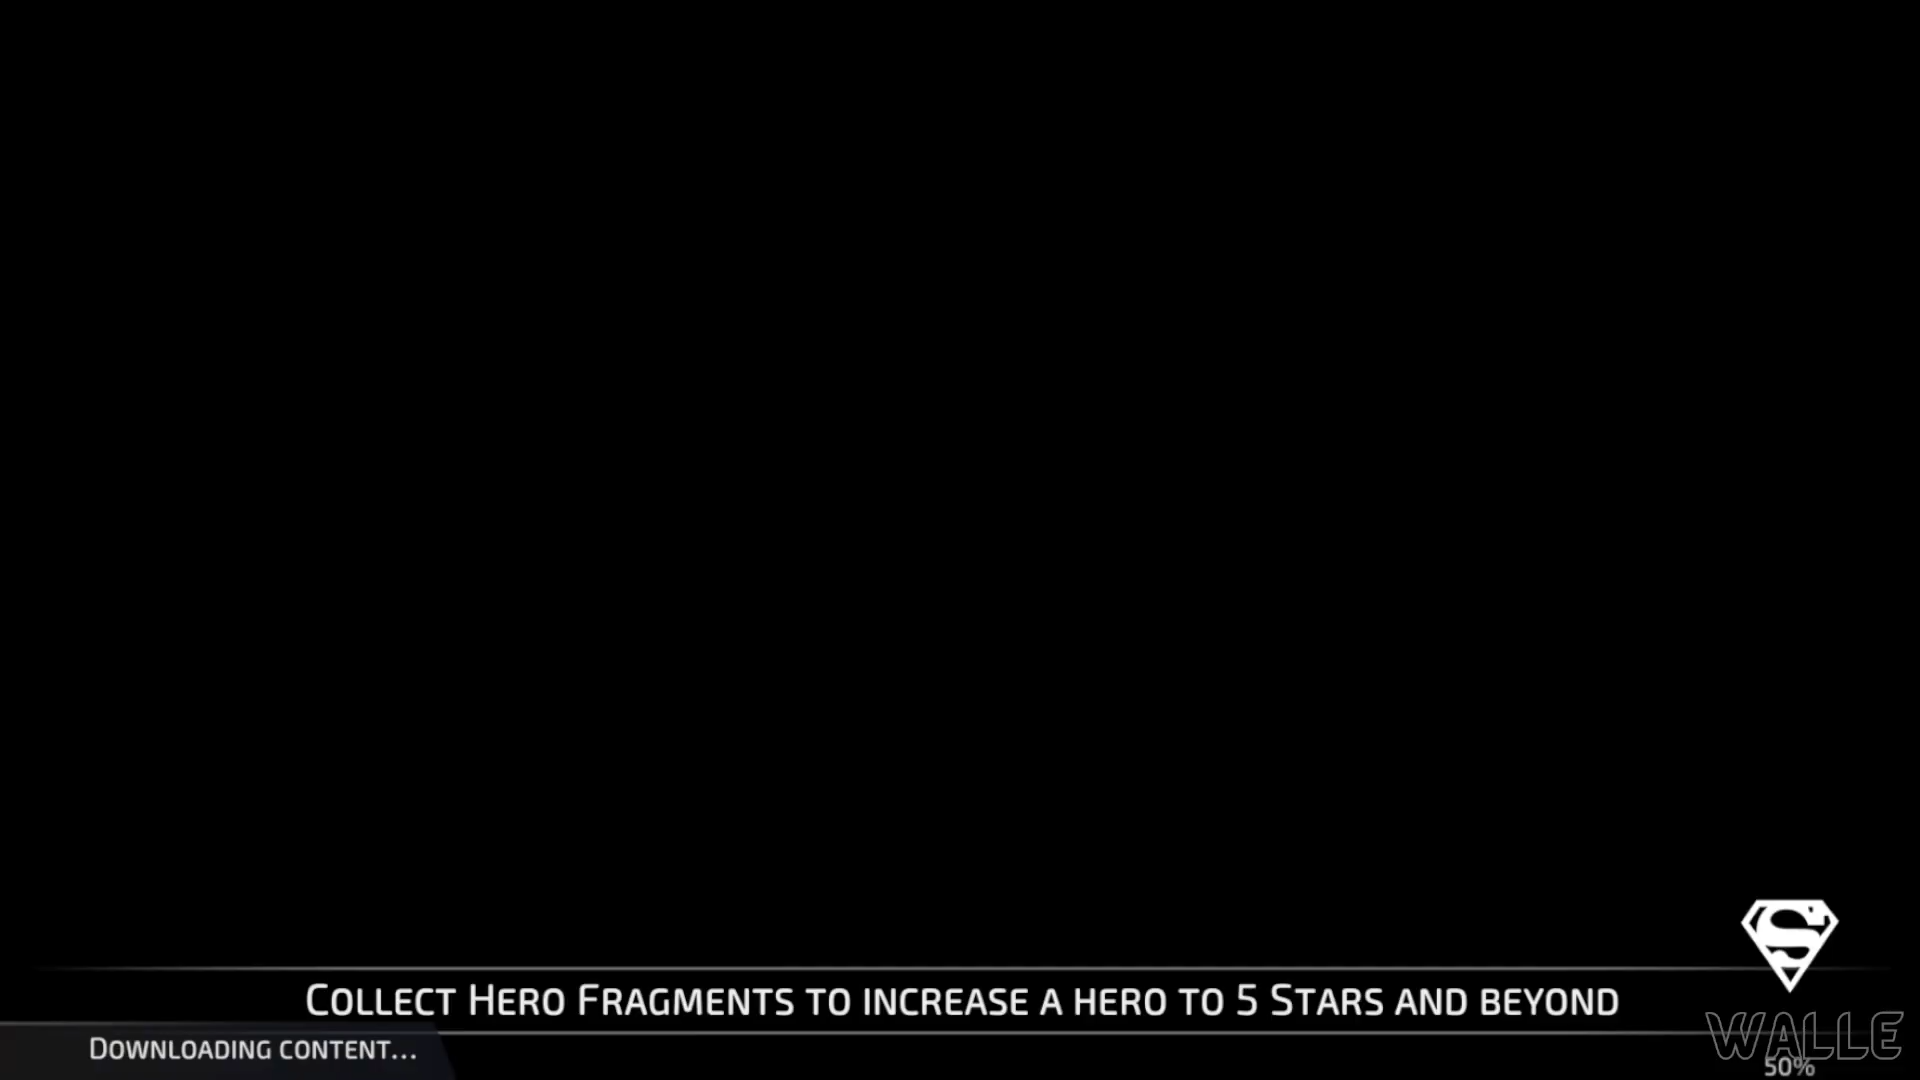 Collect Hero Fragments to increase a hero to 5 Stars and beyond
Downloading content...
WALLE
50%